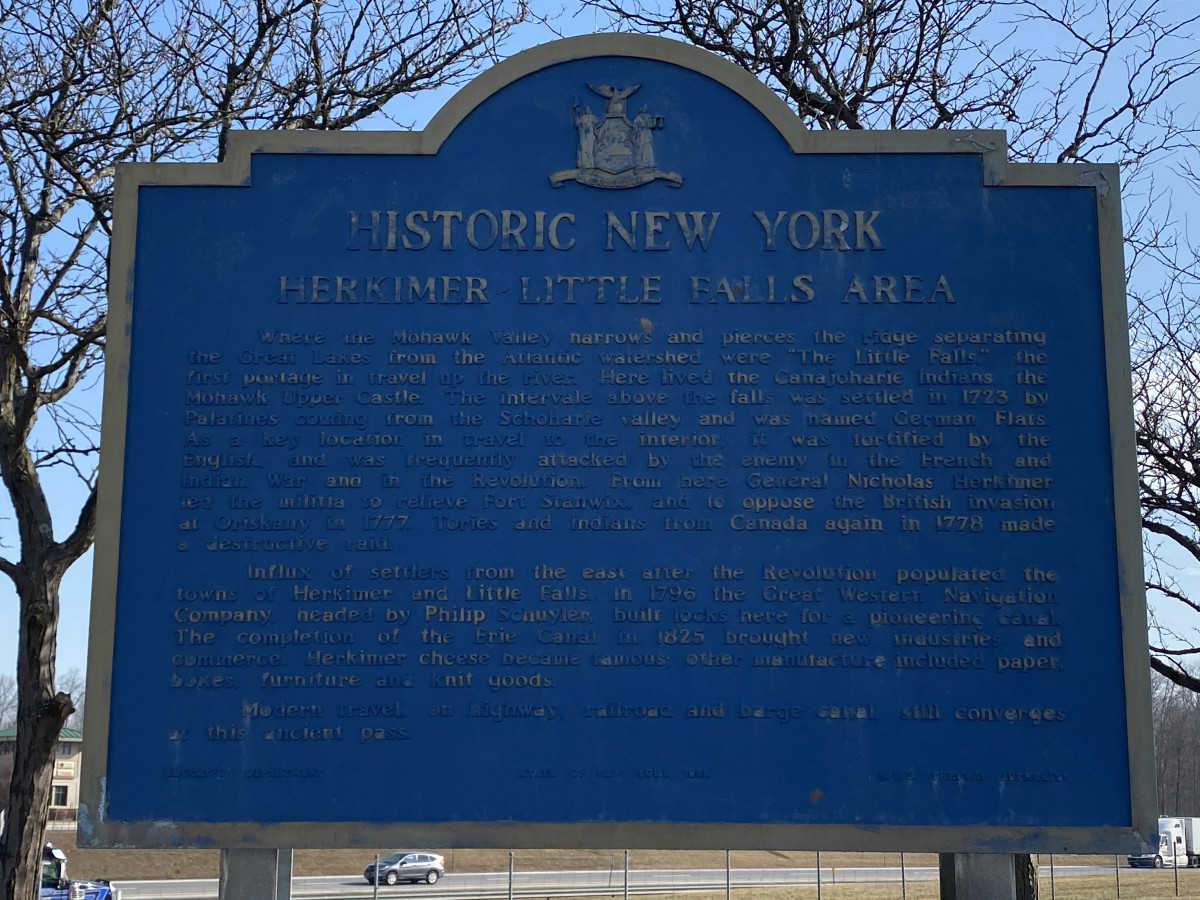 HISTORIC NEW YORK
HERKIMER-LITTLE FALLS AREA
Where the Mohawk Valley narrows and pierces the ridge separating
the Great Lakes from the Atlantic watershed were "The Little Falls," the
first portage in travel up the river. Here lived the Canajoharie Indians, the
Mohawk Upper Castle. The intervale above the falls was settled in 1723 by
Palatines coming from the Schoharie valley and was named German Flats.
As a key location in travel to the interior, it was fortified by the
English, and was frequently attacked by the enemy in the French and
Indian War and in the Revolution. From here General Nicholas Herkimer
led the militia to relieve Fort Stanwix, and to oppose the British invasion
at Oriskany in 1777. Tories and Indians from Canada again in 1778 made
a destructive raid.
Influx of settlers from the east after the Revolution populated the
towns of Herkimer and Little Falls. In 1796 the Great Western Navigation
Company, headed by Philip Schuyler, built locks here for a pioneering canal.
The completion of the Erie Canal in 1825 brought new industries and
commerce. Herkimer cheese became famous; other manufacture included paper,
boxes, furniture and knit goods.
Modern travel, on highway, railroad and barge canal, still converges
at this ancient pass.
EDUCATION DEPARTMENT STATE OF NEW YORK N.Y.S. THRUWAY AUTHORITY